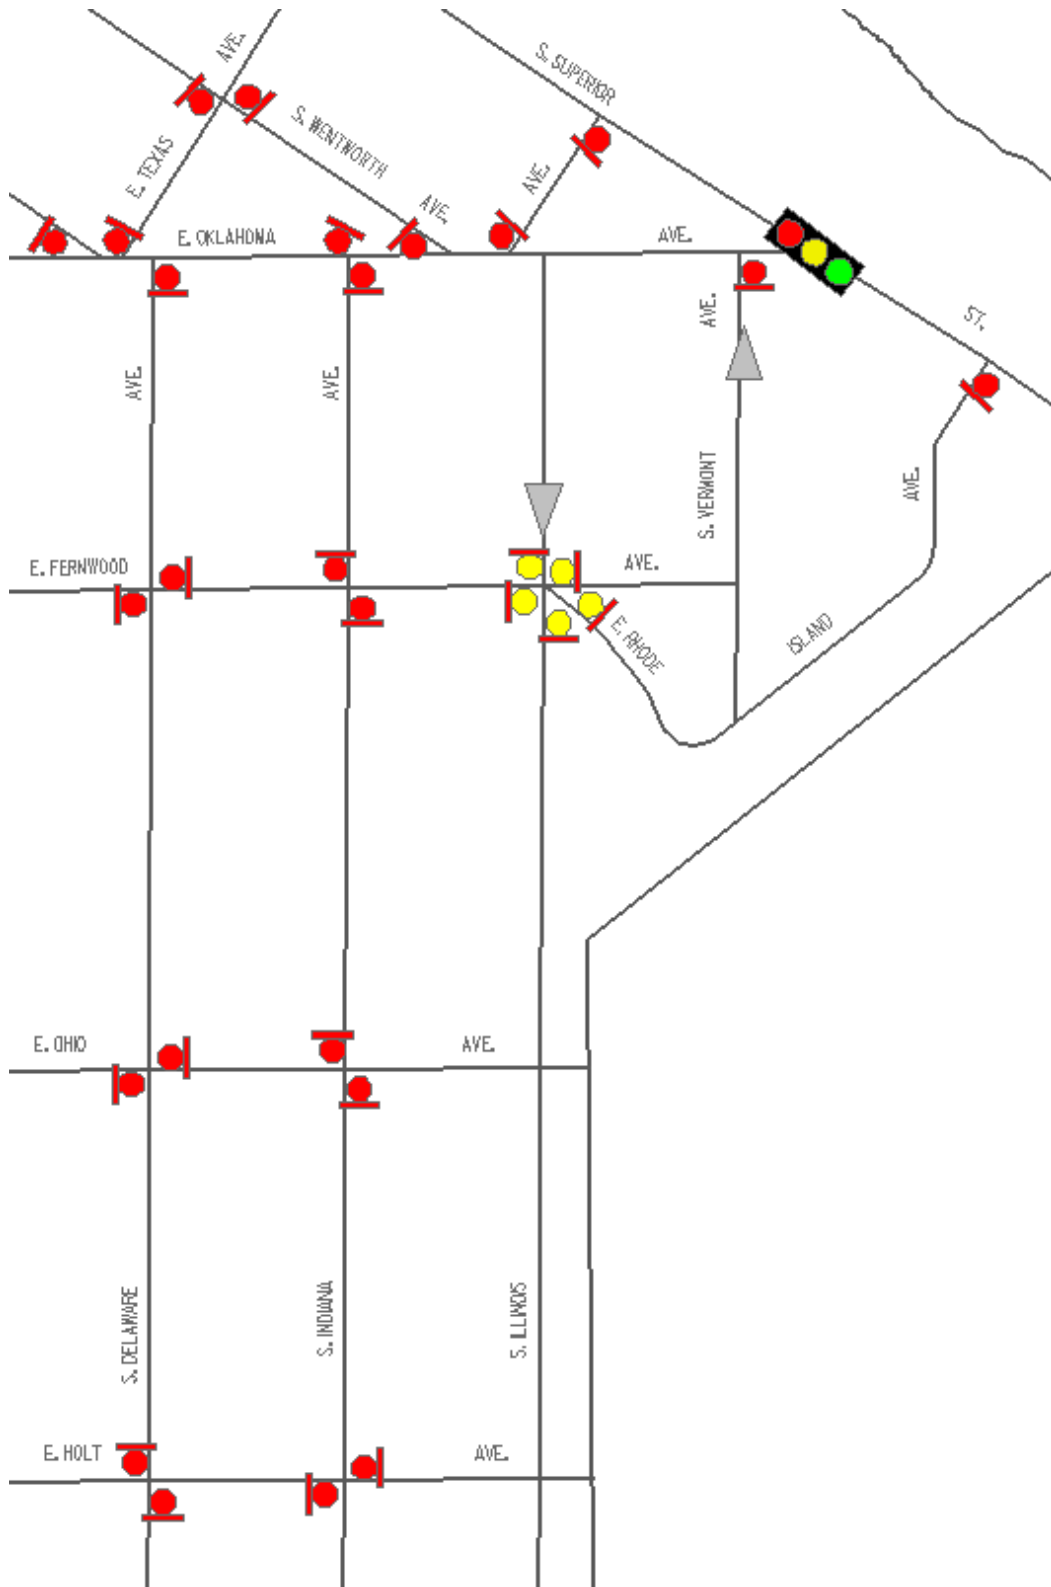 S. SUPERIOR
AVE.
S. WENTWORTH
E. TEXAS
AVE.
AVE.
E. OKLAHOMA
AVE.
AVE.
ST.
AVE.
AVE.
S. VERMONT
AVE.
E. FERNWOOD
AVE.
E. RHODE
ISLAND
E. OHIO
AVE.
S. DELAWARE
S. INDIANA
S. ILLINOIS
E. HOLT
AVE.